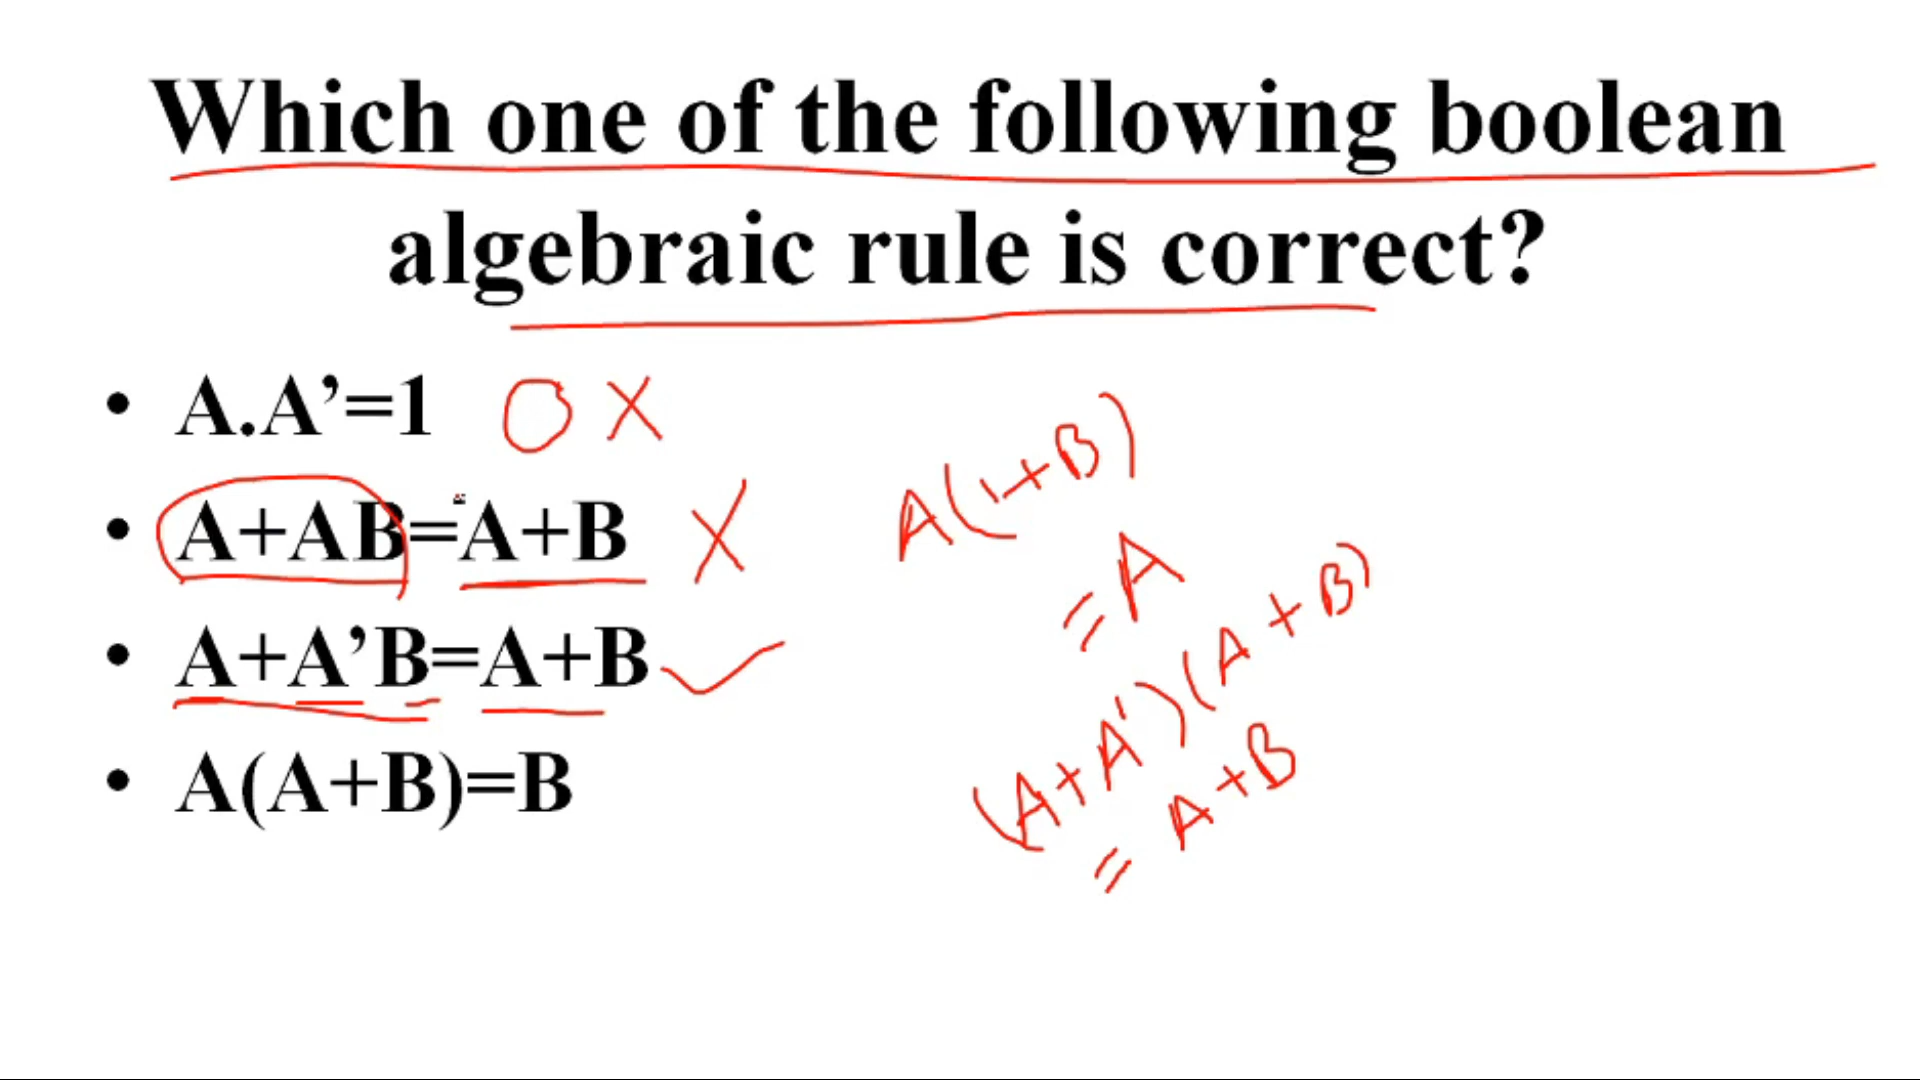 Which one of the following boolean
algebraic rule is correct?
• A.A’=1 0 X
• A+AB=A+B X
A(1+B)
=A
• A+A’B=A+B ✓
(A+A')(A+B)
= A+B
• A(A+B)=B